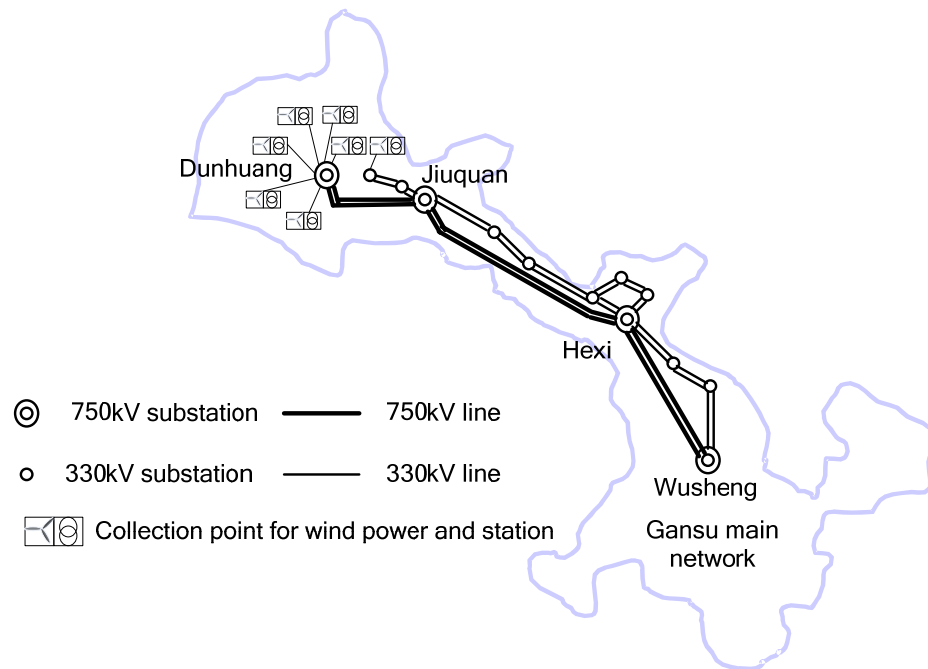 Dunhuang
Jiuquan
Hexi
750kV substation
750kV line
330kV substation
330kV line
Wusheng
Collection point for wind power and station
Gansu main
network